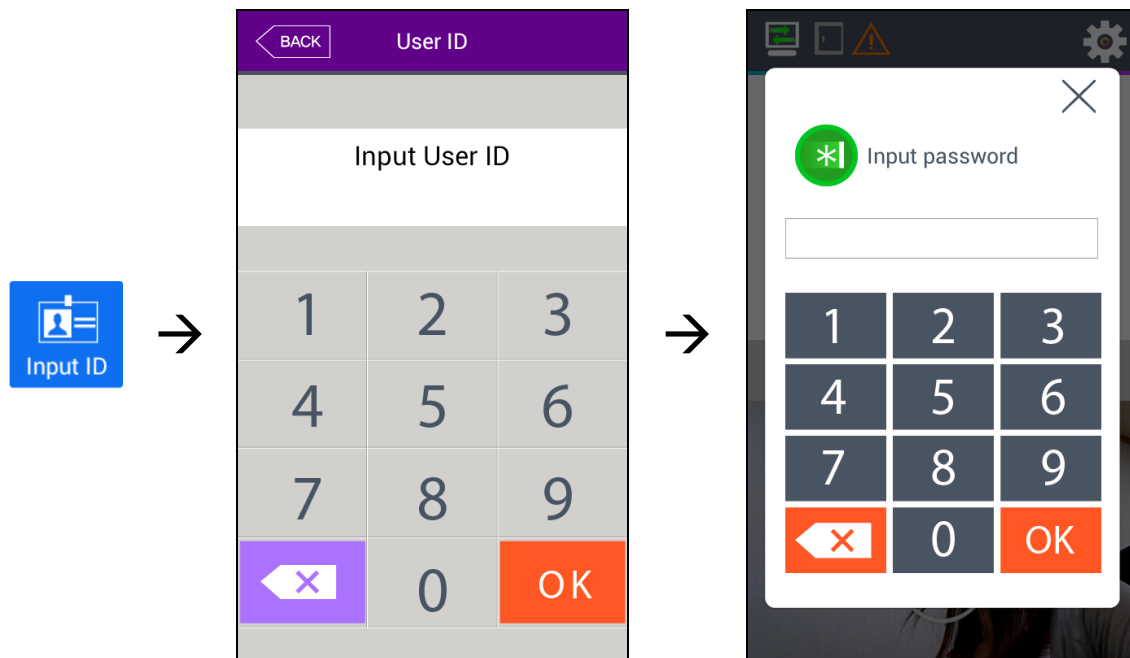 Input ID
BACK
User ID
Input User ID
1 2 3
4 5 6
7 8 9
0 OK
Input password
1 2 3
4 5 6
7 8 9
0 OK